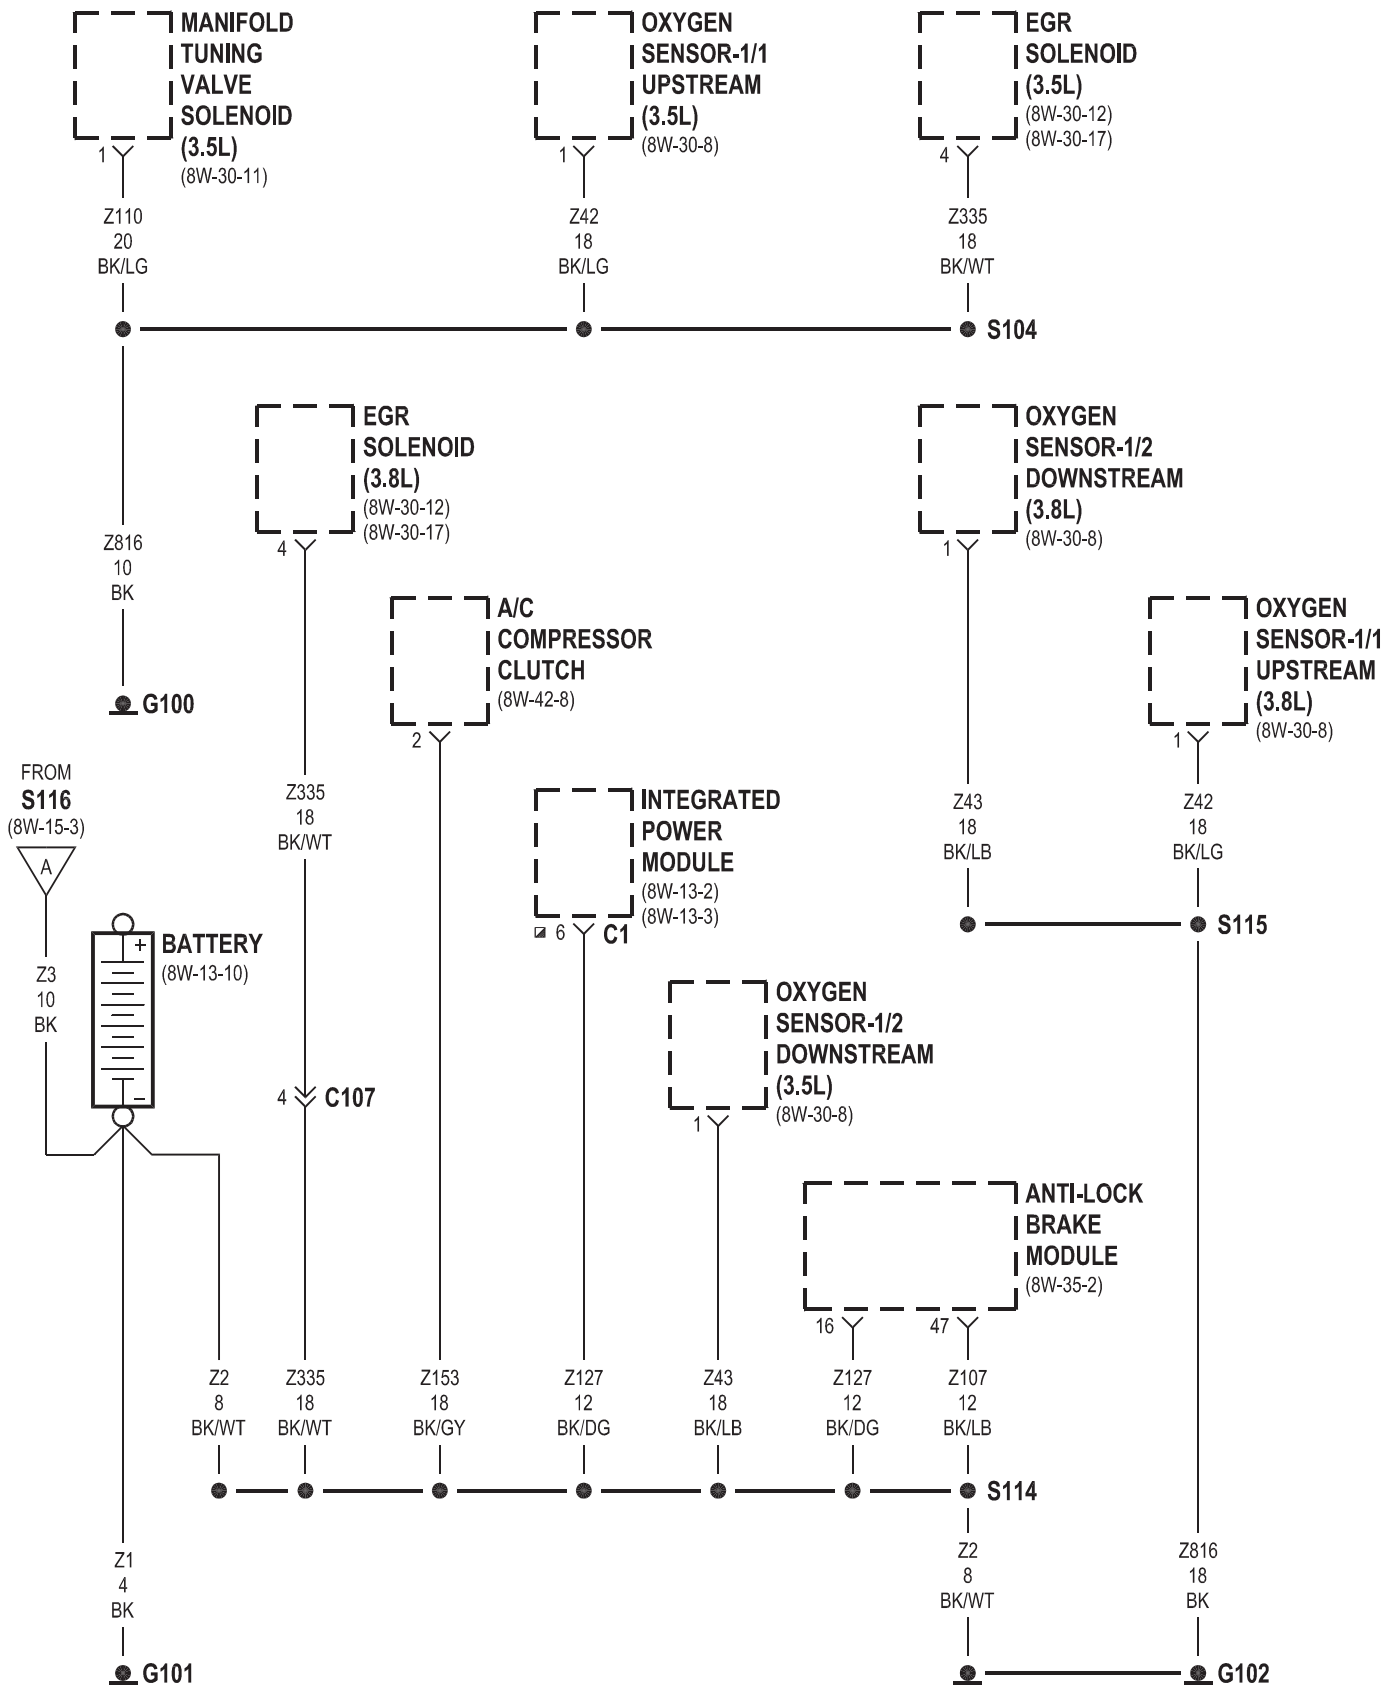 MANIFOLD
TUNING
VALVE
SOLENOID
(3.5L)
(8W-30-11)
1
Z110
20
BK/LG
OXYGEN
SENSOR-1/1
UPSTREAM
(3.5L)
(8W-30-8)
1
Z42
18
BK/LG
EGR
SOLENOID
(3.5L)
(8W-30-12)
(8W-30-17)
4
Z335
18
BK/WT
S104
Z816
10
BK
G100
EGR
SOLENOID
(3.8L)
(8W-30-12)
(8W-30-17)
4
Z335
18
BK/WT
4
C107
A/C
COMPRESSOR
CLUTCH
(8W-42-8)
2
OXYGEN
SENSOR-1/2
DOWNSTREAM
(3.8L)
(8W-30-8)
1
Z43
18
BK/LB
OXYGEN
SENSOR-1/1
UPSTREAM
(3.8L)
(8W-30-8)
1
Z42
18
BK/LG
S115
FROM
S116
(8W-15-3)
A
Z3
10
BK
+
-
BATTERY
(8W-13-10)
INTEGRATED
POWER
MODULE
(8W-13-2)
(8W-13-3)
6
C1
OXYGEN
SENSOR-1/2
DOWNSTREAM
(3.5L)
(8W-30-8)
1
ANTI-LOCK
BRAKE
MODULE
(8W-35-2)
16
47
Z2
8
BK/WT
Z335
18
BK/WT
Z153
18
BK/GY
Z127
12
BK/DG
Z43
18
BK/LB
Z127
12
BK/DG
Z107
12
BK/LB
S114
Z1
4
BK
G101
Z2
8
BK/WT
Z816
18
BK
G102